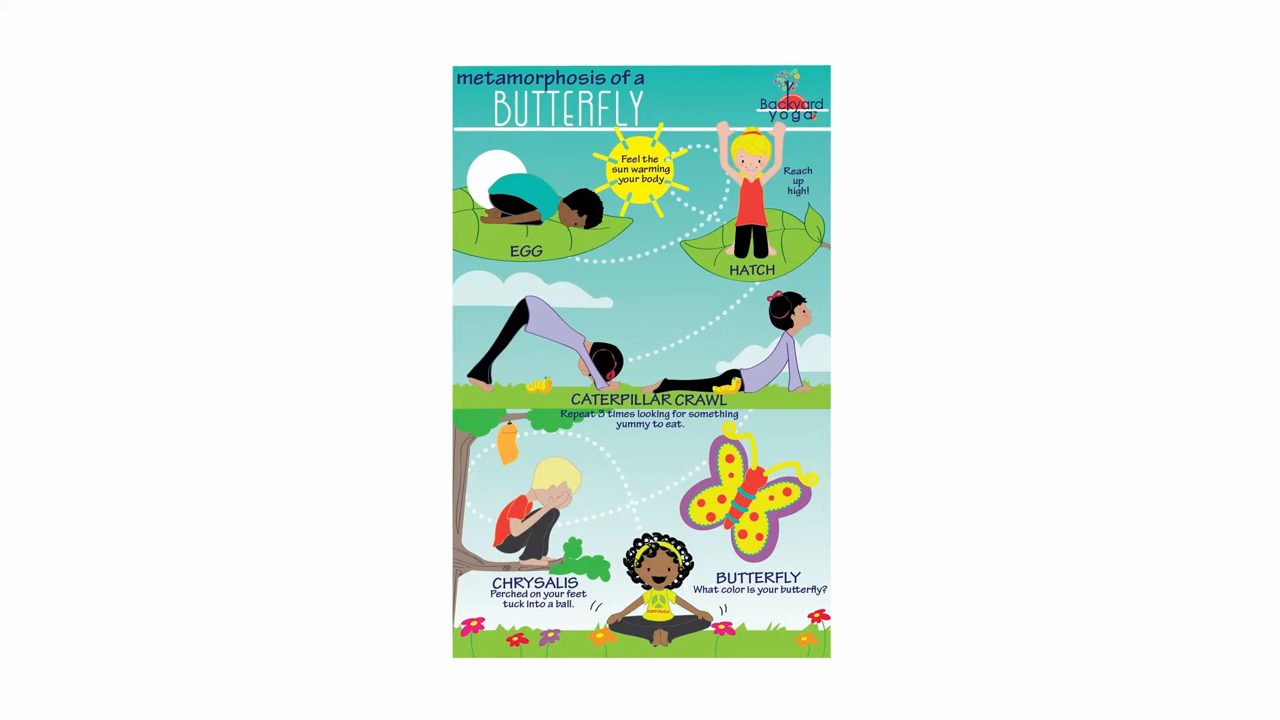 metamorphosis of a
BUTTERFLY
Backyard
yoga
Feel the
sun warming
your body
Reach
up
high!
EGG
HATCH
CATERPILLAR CRAWL
Repeat 3 times looking for something
yummy to eat.
CHRYSALIS
Perched on your feet
tuck into a ball.
BUTTERFLY
What color is your butterfly?